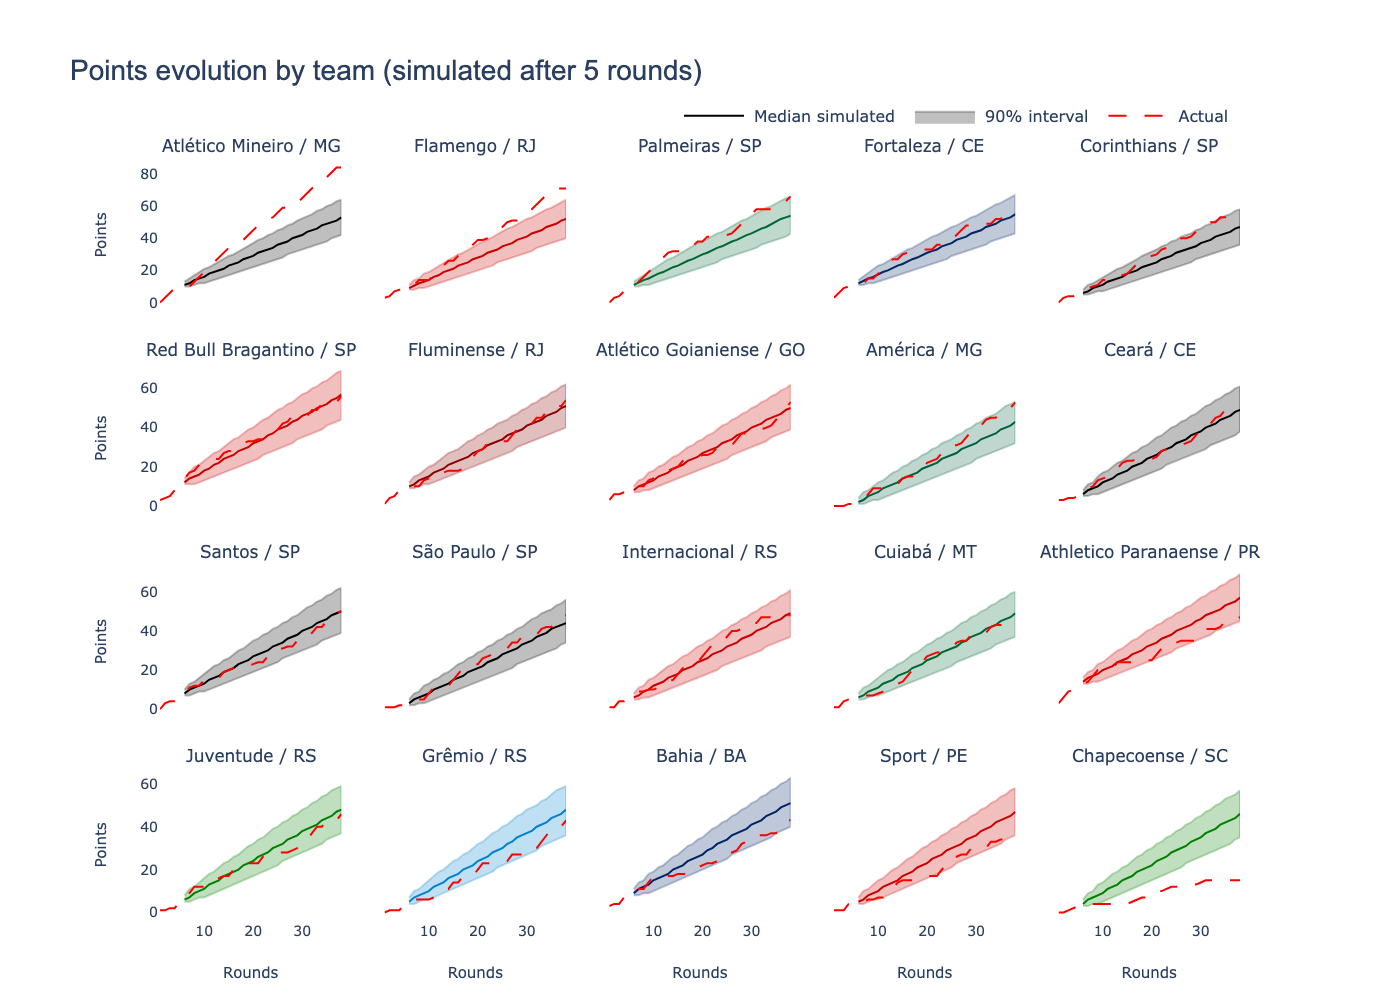 Points evolution by team (simulated after 5 rounds)
Median simulated 90% interval Actual
Atlético Mineiro / MG Flamengo / RJ Palmeiras / SP Fortaleza / CE Corinthians / SP
80
60
40
20
0
Points
Red Bull Bragantino / SP Fluminense / RJ Atlético Goianiense / GO América / MG Ceará / CE
60
40
20
0
Points
Santos / SP São Paulo / SP Internacional / RS Cuiabá / MT Athletico Paranaense / PR
60
40
20
0
Points
Juventude / RS Grêmio / RS Bahia / BA Sport / PE Chapecoense / SC
60
40
20
0
Points
10 20 30 10 20 30 10 20 30 10 20 30 10 20 30
Rounds Rounds Rounds Rounds Rounds